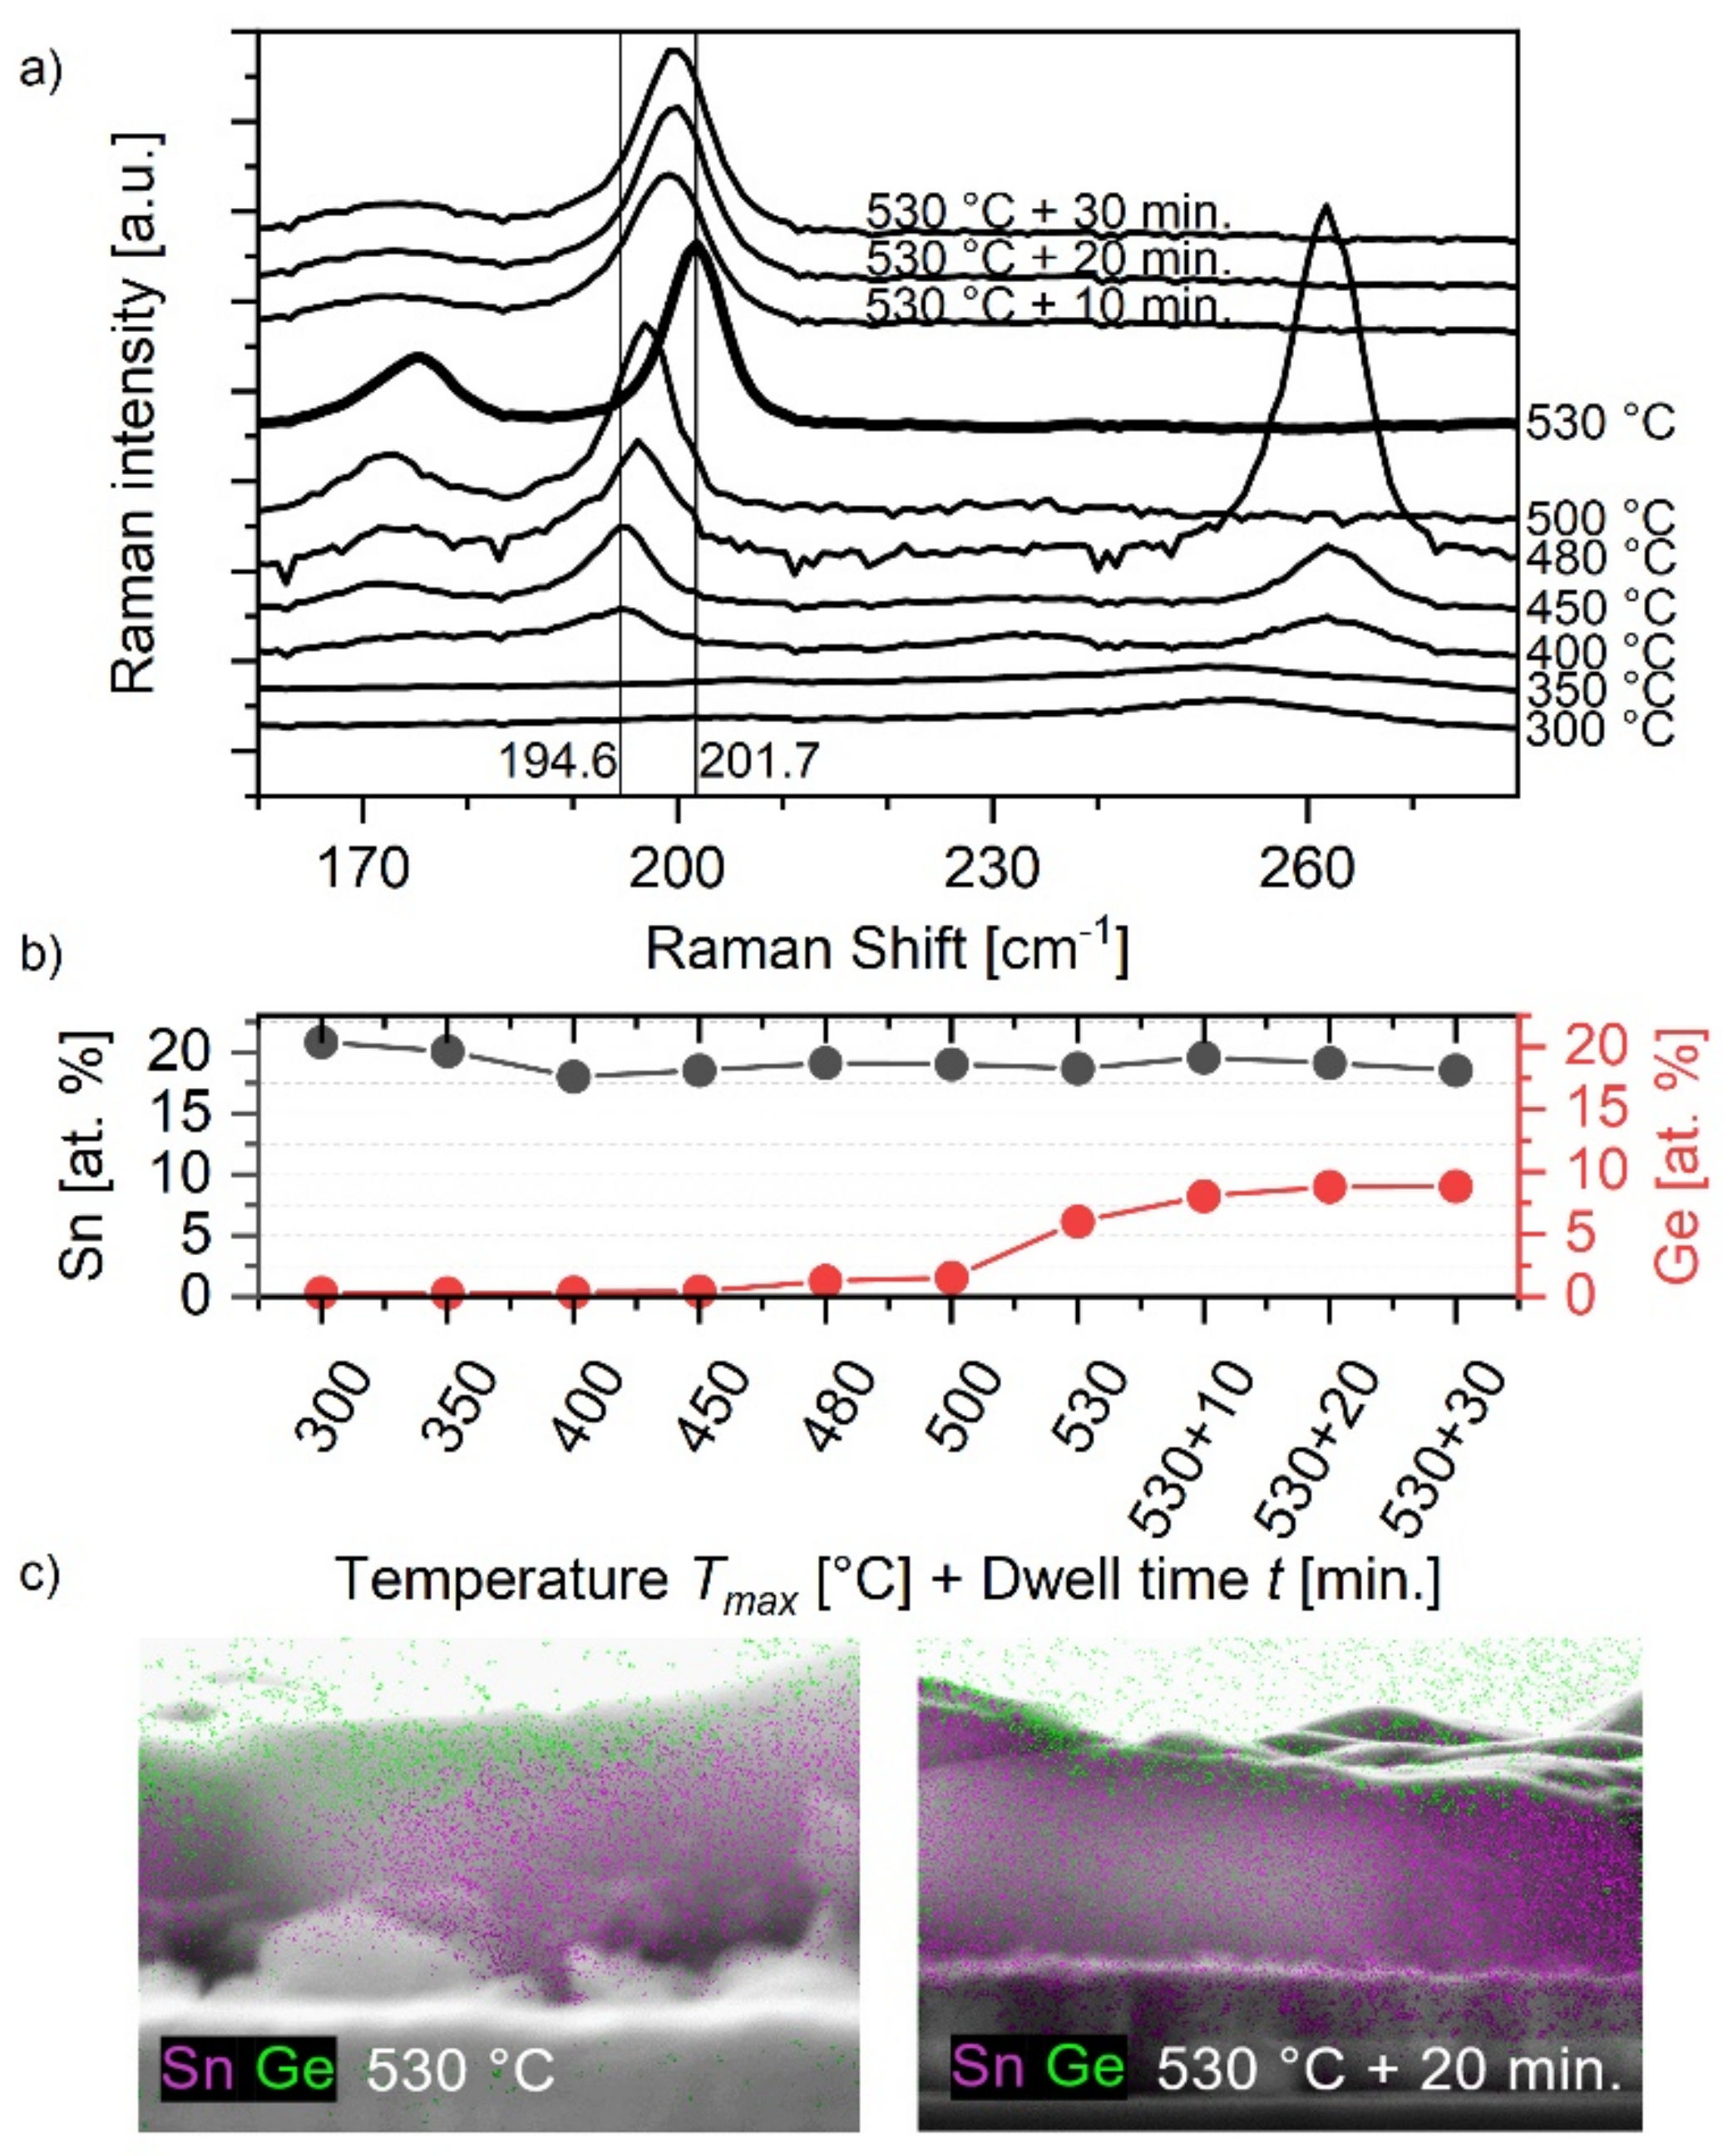 a)
Raman intensity [a.u.]
530 °C + 30 min.
530 °C + 20 min.
530 °C + 10 min.
530 °C
500 °C
480 °C
450 °C
400 °C
350 °C
300 °C
194.6 201.7
170 200 230 260
Raman Shift [cm-1]
b)
Sn [at. %]
20
15
10
5
0
20
15
10
5
0
Ge [at. %]
300 350 400 450 480 500 530 530+10 530+20 530+30
Temperature Tmax [°C] + Dwell time t [min.]
c)
Sn Ge 530 °C
Sn Ge 530 °C + 20 min.